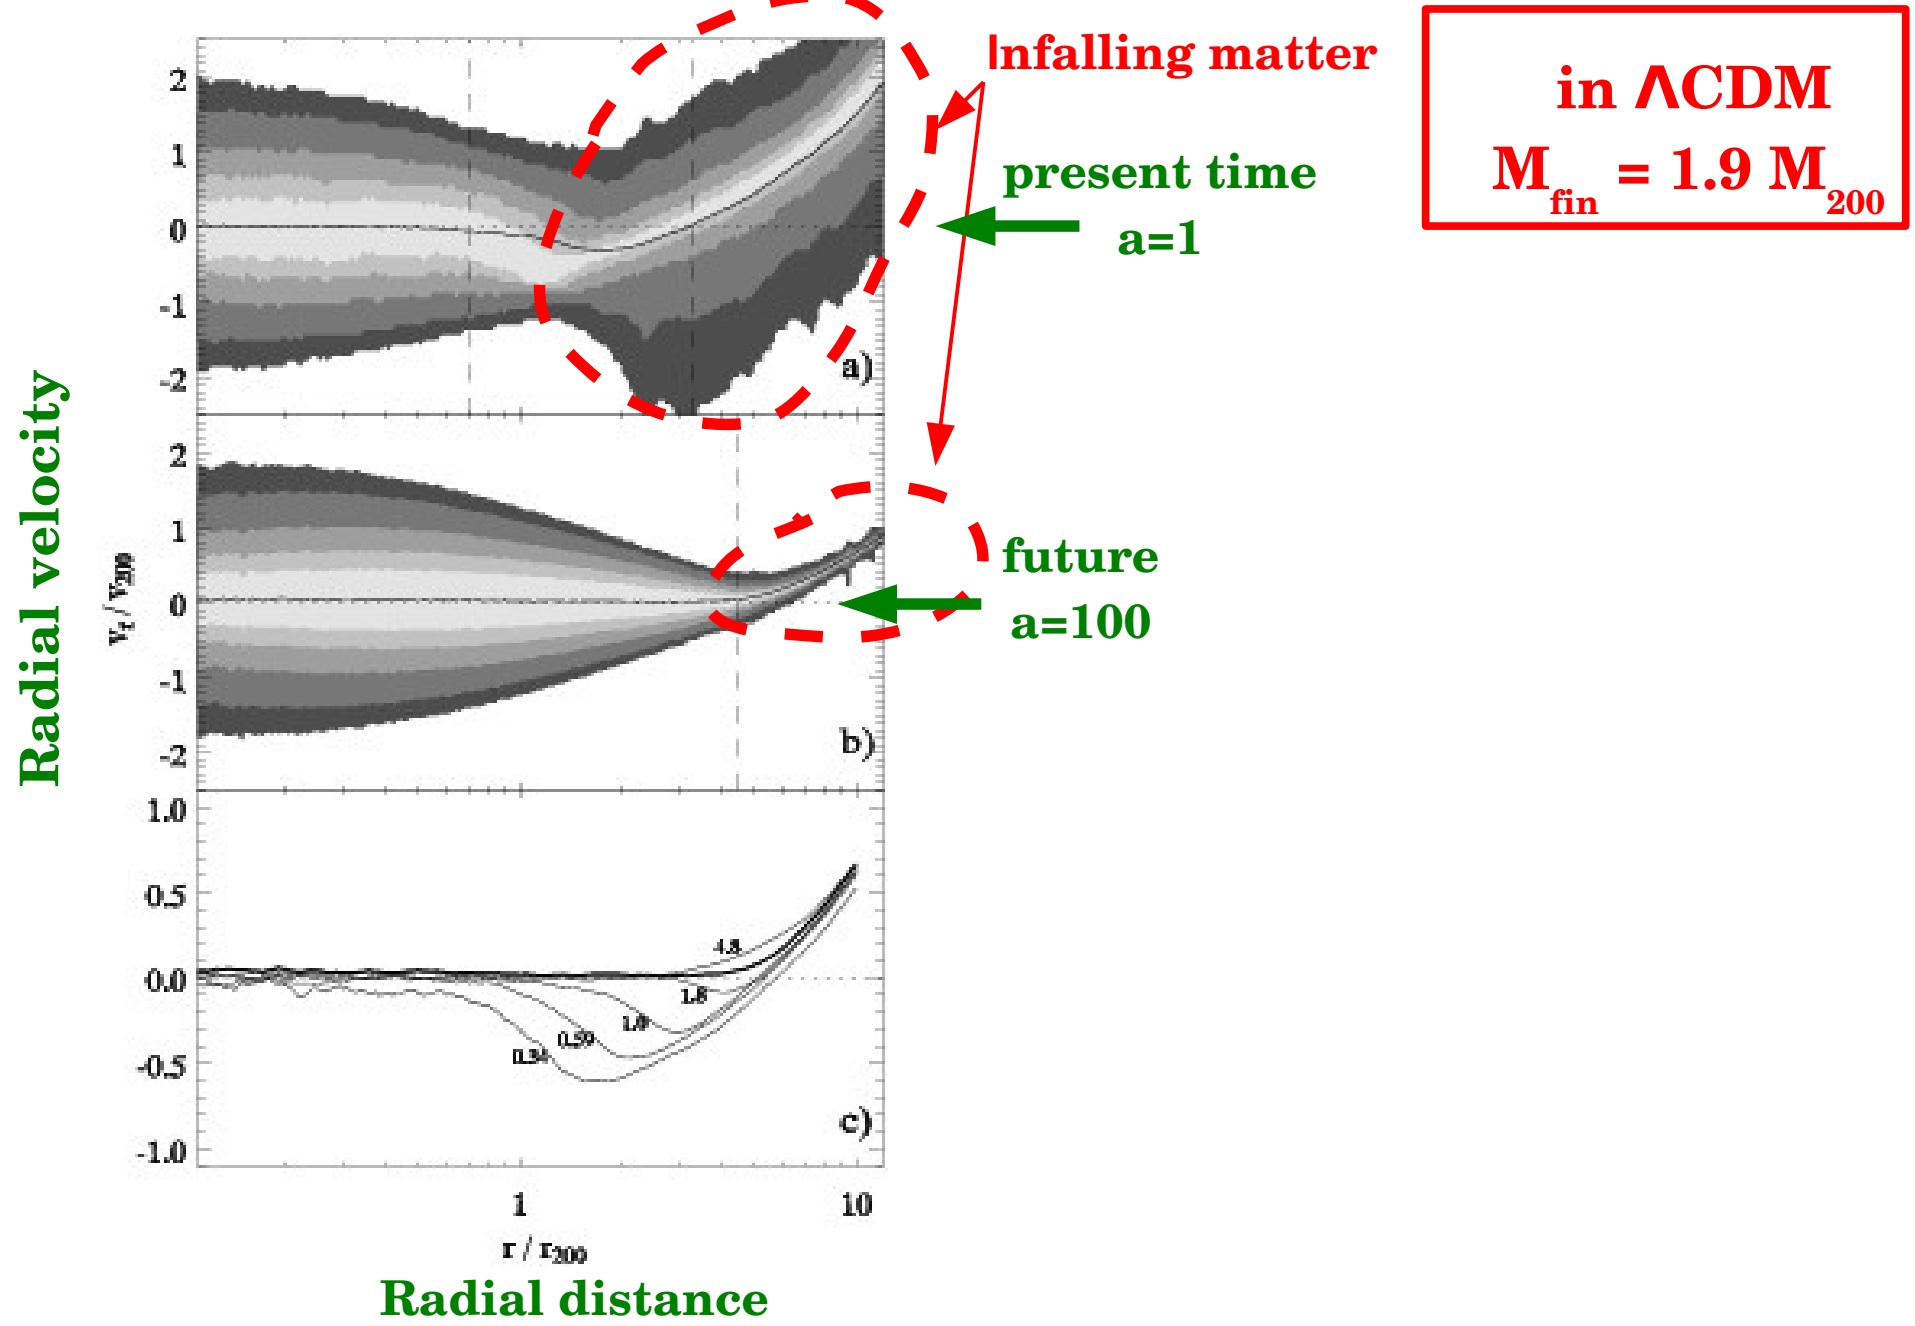 Infalling matter
in ΛCDM
M_fin = 1.9 M_200
present time
a=1
future
a=100
Radial velocity
v_r / v_200
2
1
0
-1
-2
a)
2
1
0
-1
-2
b)
1.0
0.5
0.0
-0.5
-1.0
4.8
1.8
1.0
0.59
0.34
c)
1
10
r / r_200
Radial distance